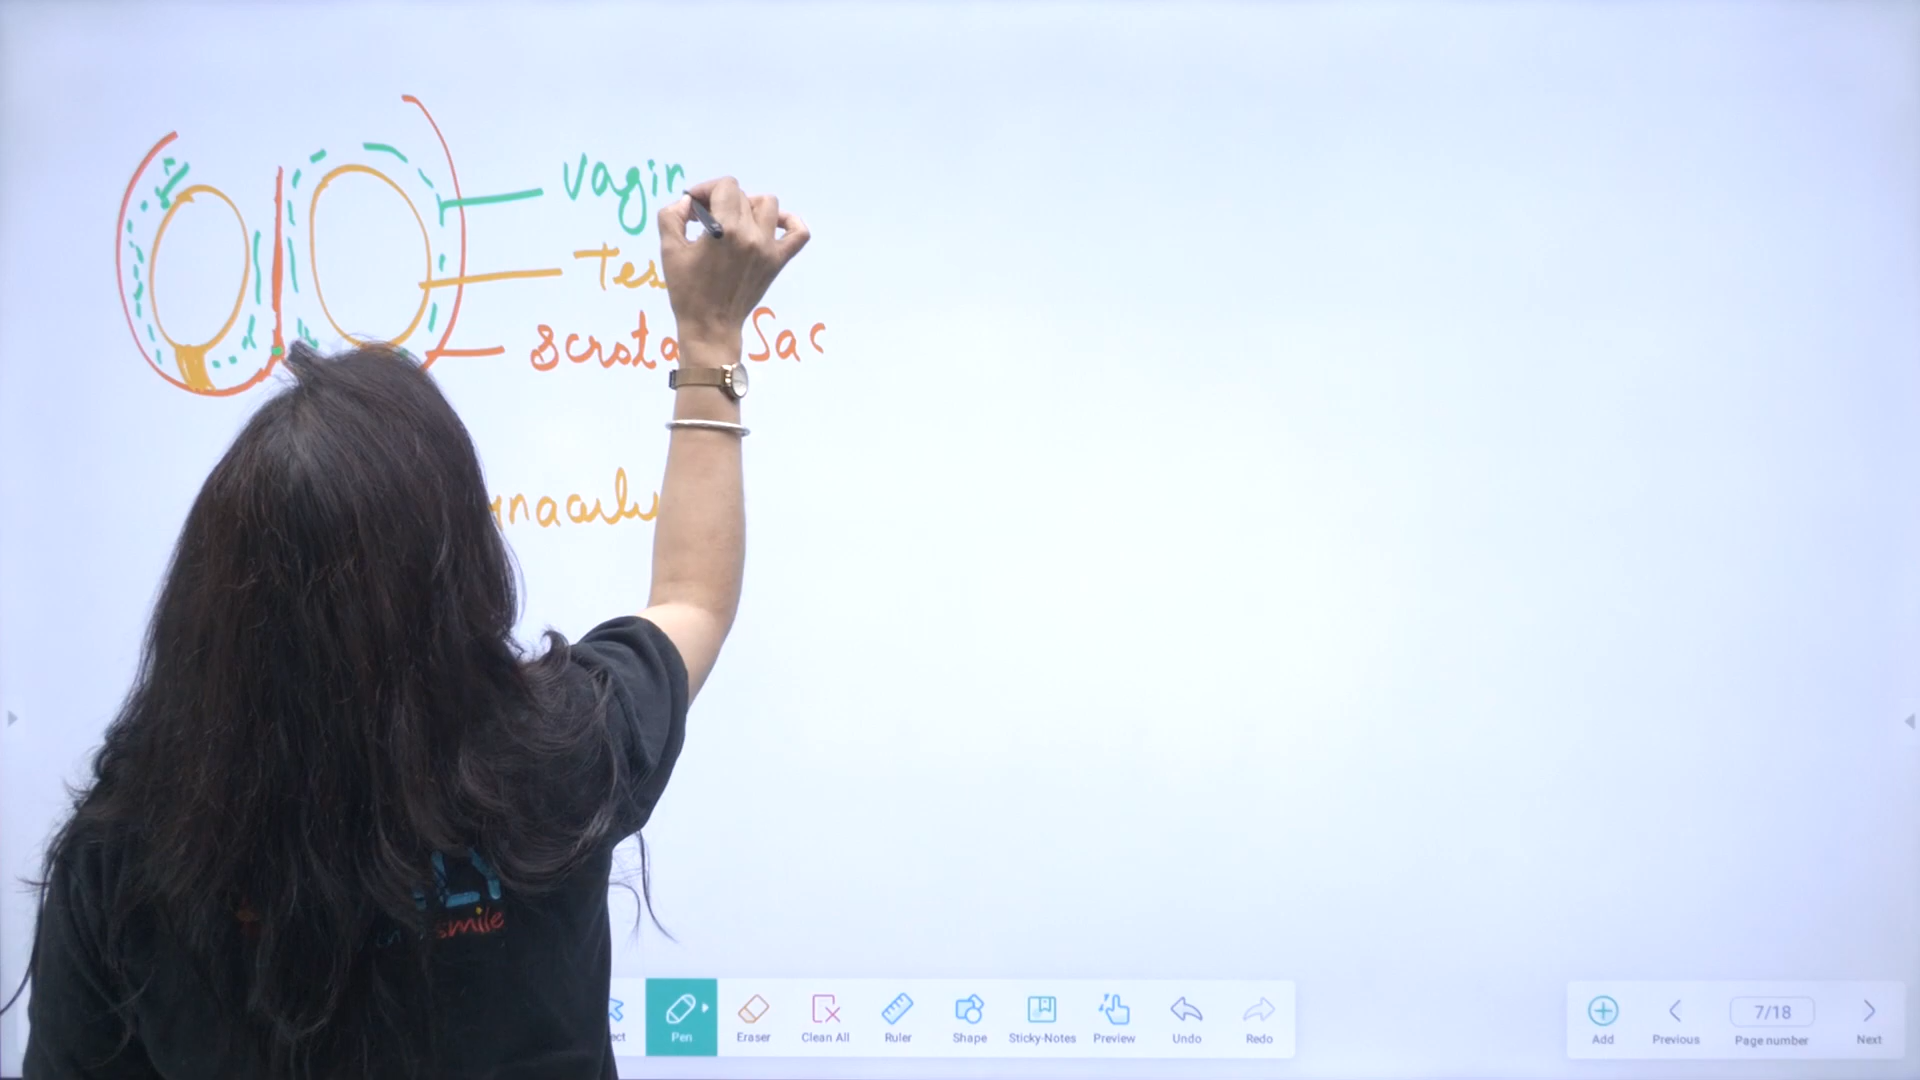 Vagin
Tes
Scrota Sac
rnaculu
smile
Pen
Eraser
Clean All
Ruler
Shape
Sticky-Notes
Preview
Undo
Redo
Add
Previous
7/18
Page number
Next